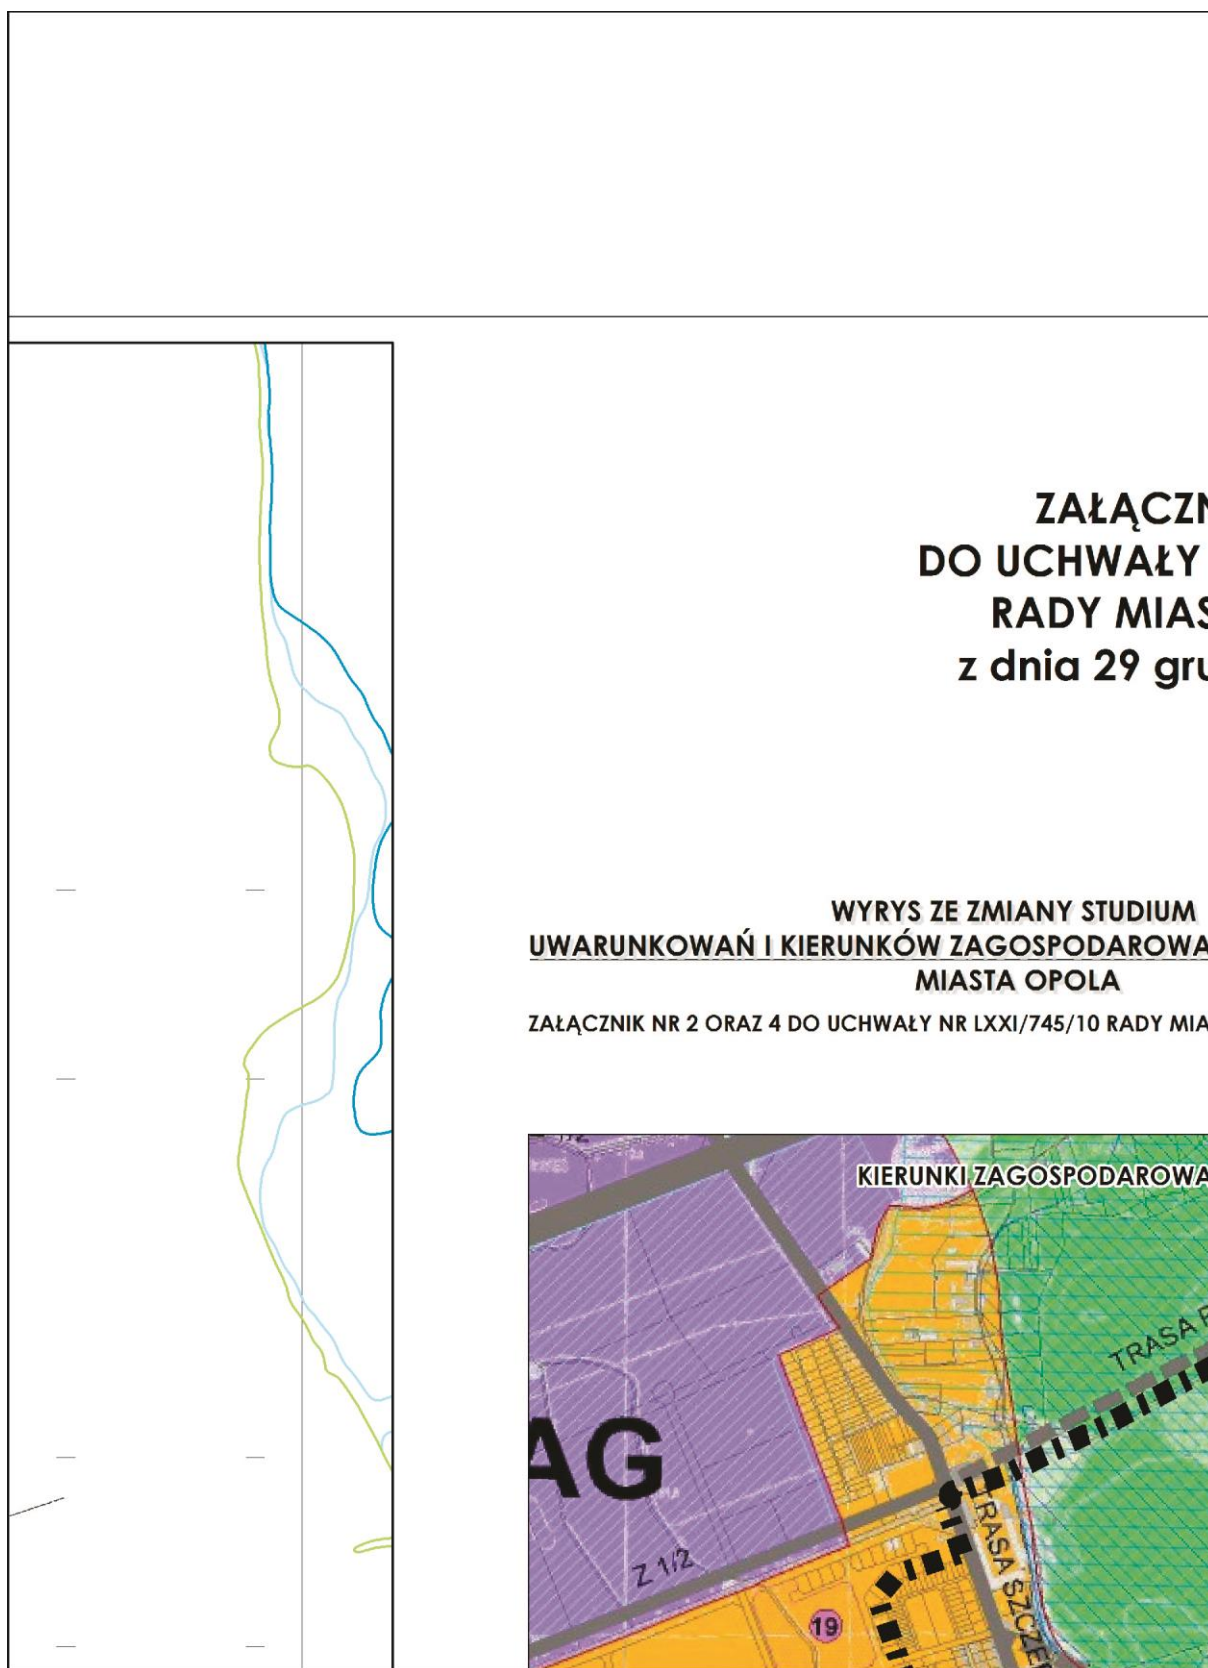 ZAŁĄCZN
DO UCHWAŁY
RADY MIAS
z dnia 29 gru
WYRYS ZE ZMIANY STUDIUM
UWARUNKOWAŃ I KIERUNKÓW ZAGOSPODAROWA
MIASTA OPOLA
ZAŁĄCZNIK NR 2 ORAZ 4 DO UCHWAŁY NR LXXI/745/10 RADY MIA
KIERUNKI ZAGOSPODAROWA
TRASA P
AG
TRASA SZCZE
Z 1/2
19